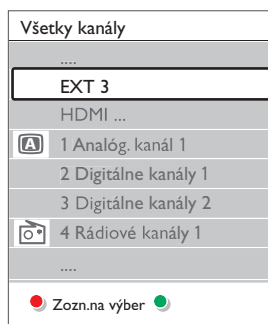 Všetky kanály
....
EXT 3
HDMI ...
A 1 Analóg. kanál 1
2 Digitálne kanály 1
3 Digitálne kanály 2
4 Rádiové kanály 1
....
Zozn.na výber